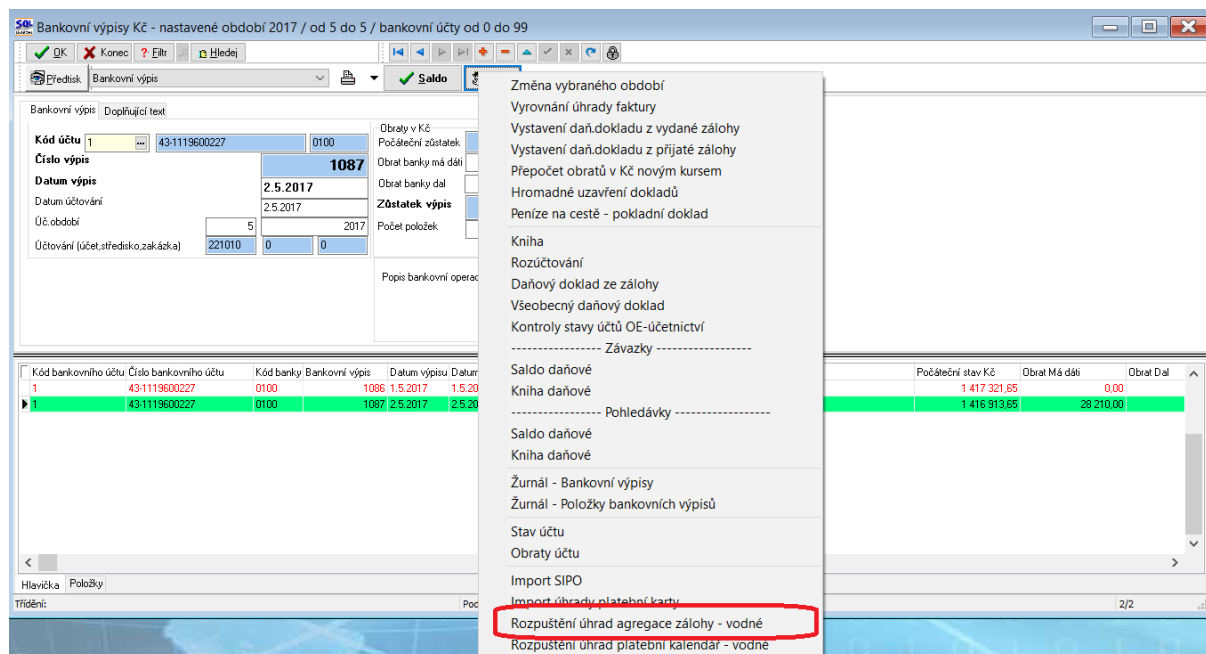 SQL Bankovní výpisy Kč - nastavené období 2017 / od 5 do 5 / bankovní účty od 0 do 99
OK Konec ? Filtr Hledej
Předtisk Bankovní výpis Saldo
Bankovní výpis Doplňující text
Kód účtu 1 ... 43-1119600227 0100
Číslo výpis 1087
Datum výpis 2.5.2017
Datum účtování 2.5.2017
Úč.období 5 2017
Účtování (účet,středisko,zakázka) 221010 0 0
Obraty v Kč
Počáteční zůstatek
Obrat banky má dáti
Obrat banky dal
Zůstatek výpis
Počet položek
Popis bankovní operac
Změna vybraného období
Vyrovnání úhrady faktury
Vystavení daň.dokladu z vydané zálohy
Vystavení daň.dokladu z přijaté zálohy
Přepočet obratů v Kč novým kursem
Hromadné uzavření dokladů
Peníze na cestě - pokladní doklad
Kniha
Rozúčtování
Daňový doklad ze zálohy
Všeobecný daňový doklad
Kontroly stavy účtů OE-účetnictví
----------------- Závazky -----------------
Saldo daňové
Kniha daňové
----------------- Pohledávky -----------------
Saldo daňové
Kniha daňové
Žurnál - Bankovní výpisy
Žurnál - Položky bankovních výpisů
Stav účtu
Obraty účtu
Import SIPO
Import úhrady platební karty
Rozpuštění úhrad agregace zálohy - vodné
Rozpuštění úhrad platební kalendář - vodné
Kód bankovního účtu Číslo bankovního účtu Kód banky Bankovní výpis Datum výpisu Datum Počáteční stav Kč Obrat Má dáti Obrat Dal
1 43-1119600227 0100 1086 1.5.2017 1.5.20 1 417 321,65 0,00
1 43-1119600227 0100 1087 2.5.2017 2.5.20 1 416 913,65 28 210,00
Hlavička Položky
Třídění: Pod 2/2